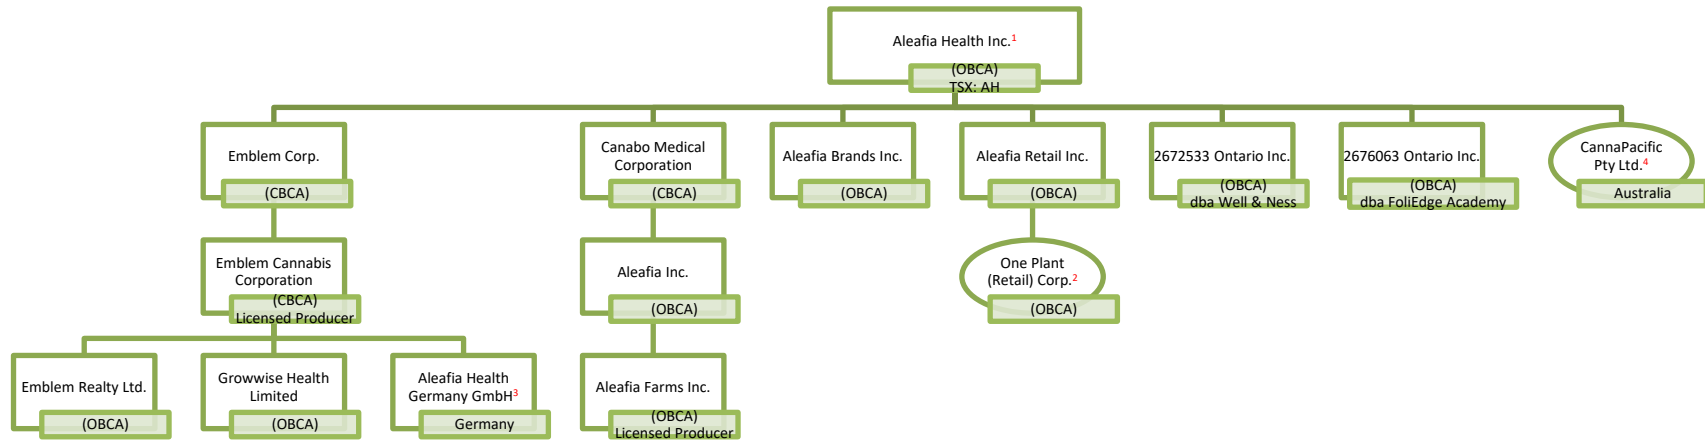 Aleafia Health Inc.1
(OBCA)
TSX: AH
Emblem Corp.
(CBCA)
Canabo Medical
Corporation
(CBCA)
Aleafia Brands Inc.
(OBCA)
Aleafia Retail Inc.
(OBCA)
2672533 Ontario Inc.
(OBCA)
dba Well & Ness
2676063 Ontario Inc.
(OBCA)
dba FoliEdge Academy
CannaPacific
Pty Ltd.4
Australia
Emblem Cannabis
Corporation
(CBCA)
Licensed Producer
Aleafia Inc.
(OBCA)
One Plant
(Retail) Corp.2
(OBCA)
Emblem Realty Ltd.
(OBCA)
Growwise Health
Limited
(OBCA)
Aleafia Health
Germany GmbH3
Germany
Aleafia Farms Inc.
(OBCA)
Licensed Producer